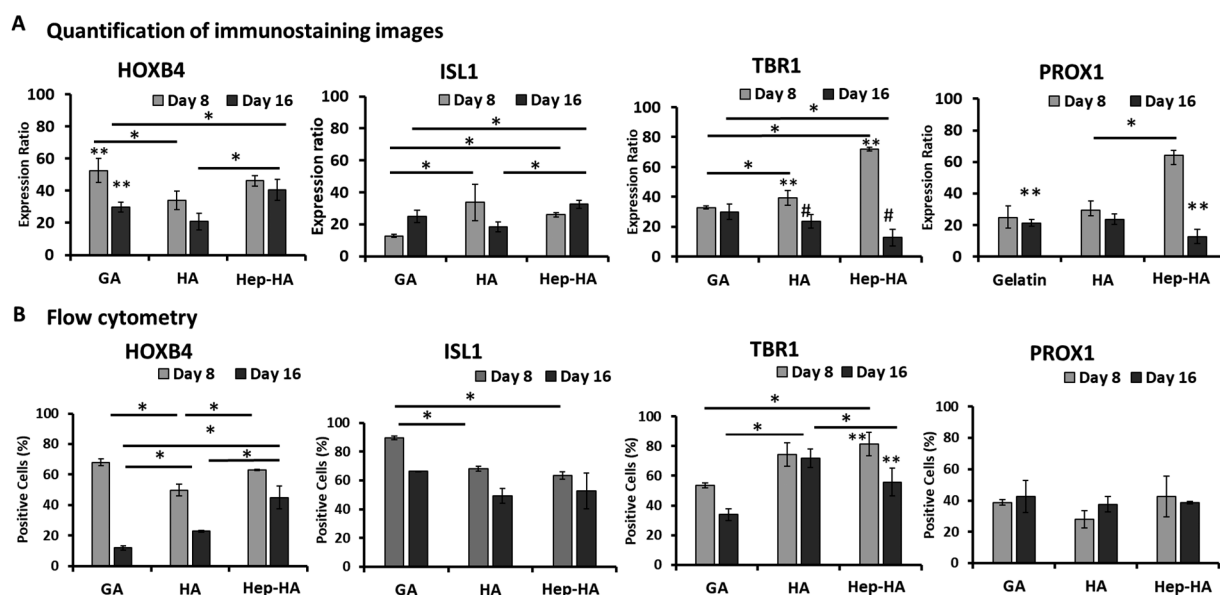 A Quantification of immunostaining images
HOXB4
Day 8 Day 16
Expression Ratio
100
80
60
40
20
0
** ** * * *
GA HA Hep-HA
ISL1
Day 8 Day 16
Expression ratio
100
80
60
40
20
0
* * * *
GA HA Hep-HA
TBR1
Day 8 Day 16
Expression Ratio
100
80
60
40
20
0
* * * ** ** # #
GA HA Hep-HA
PROX1
Day 8 Day 16
Expression Ratio
100
80
60
40
20
0
* ** **
Gelatin HA Hep-HA
B Flow cytometry
HOXB4
Day 8 Day 16
Positive Cells (%)
100
80
60
40
20
0
* * * * *
GA HA Hep-HA
ISL1
Day 8 Day 16
Positive Cells (%)
100
80
60
40
20
0
* *
GA HA Hep-HA
TBR1
Day 8 Day 16
Positive Cells (%)
100
80
60
40
20
0
* * * ** **
GA HA Hep-HA
PROX1
Day 8 Day 16
Positive Cells (%)
100
80
60
40
20
0
GA HA Hep-HA